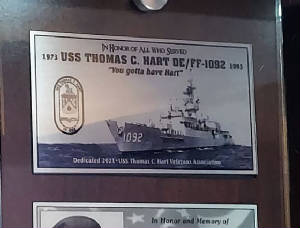 In Honor of All Who Served
1973 USS THOMAS C. HART DE/FF-1092 1993
"You gotta have Hart"
1092
Dedicated 2021 - USS Thomas C Hart Veterans Association
In Honor and Memory of